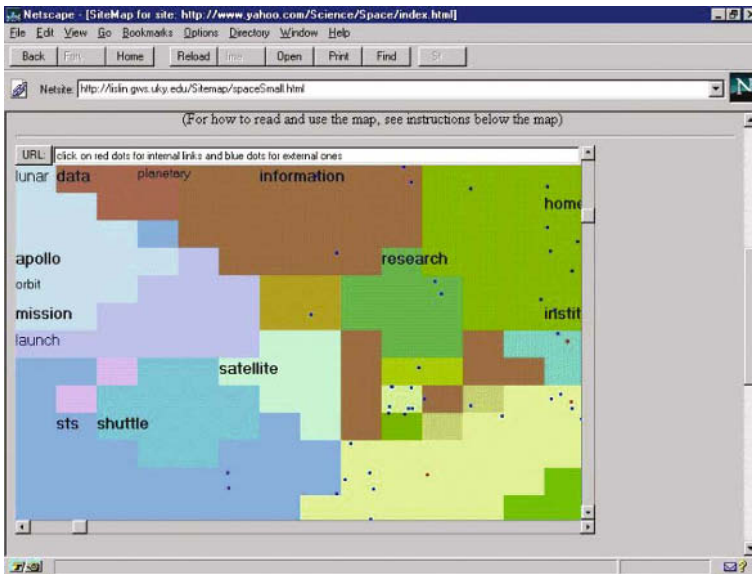 Netscape - [SiteMap for site: http://www.yahoo.com/Science/Space/index.html]
File Edit View Go Bookmarks Options Directory Window Help
Back Home Reload Open Print Find
Netsite: http://lislin.gws.uky.edu/Sitemap/spaceSmall.html
N
(For how to read and use the map, see instructions below the map)
URL: click on red dots for internal links and blue dots for external ones
lunar data planetary information
home
apollo research
orbit
mission instit
launch
satellite
sts shuttle